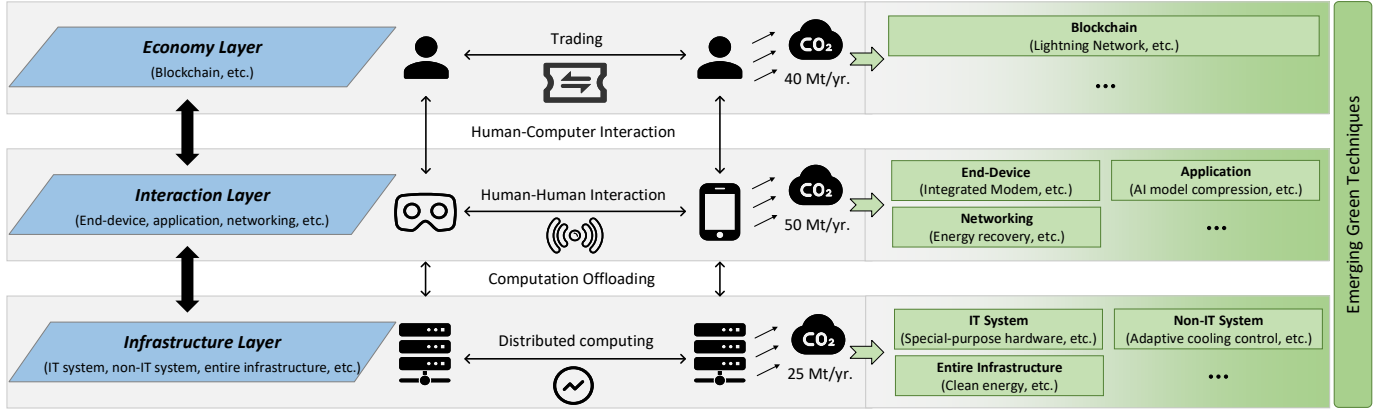 Economy Layer
(Blockchain, etc.)
Trading
CO₂
40 Mt/yr.
Blockchain
(Lightning Network, etc.)
...
Human-Computer Interaction
Interaction Layer
(End-device, application, networking, etc.)
Human-Human Interaction
CO₂
50 Mt/yr.
End-Device
(Integrated Modem, etc.)
Application
(AI model compression, etc.)
Networking
(Energy recovery, etc.)
...
Computation Offloading
Infrastructure Layer
(IT system, non-IT system, entire infrastructure, etc.)
Distributed computing
CO₂
25 Mt/yr.
IT System
(Special-purpose hardware, etc.)
Non-IT System
(Adaptive cooling control, etc.)
Entire Infrastructure
(Clean energy, etc.)
...
Emerging Green Techniques